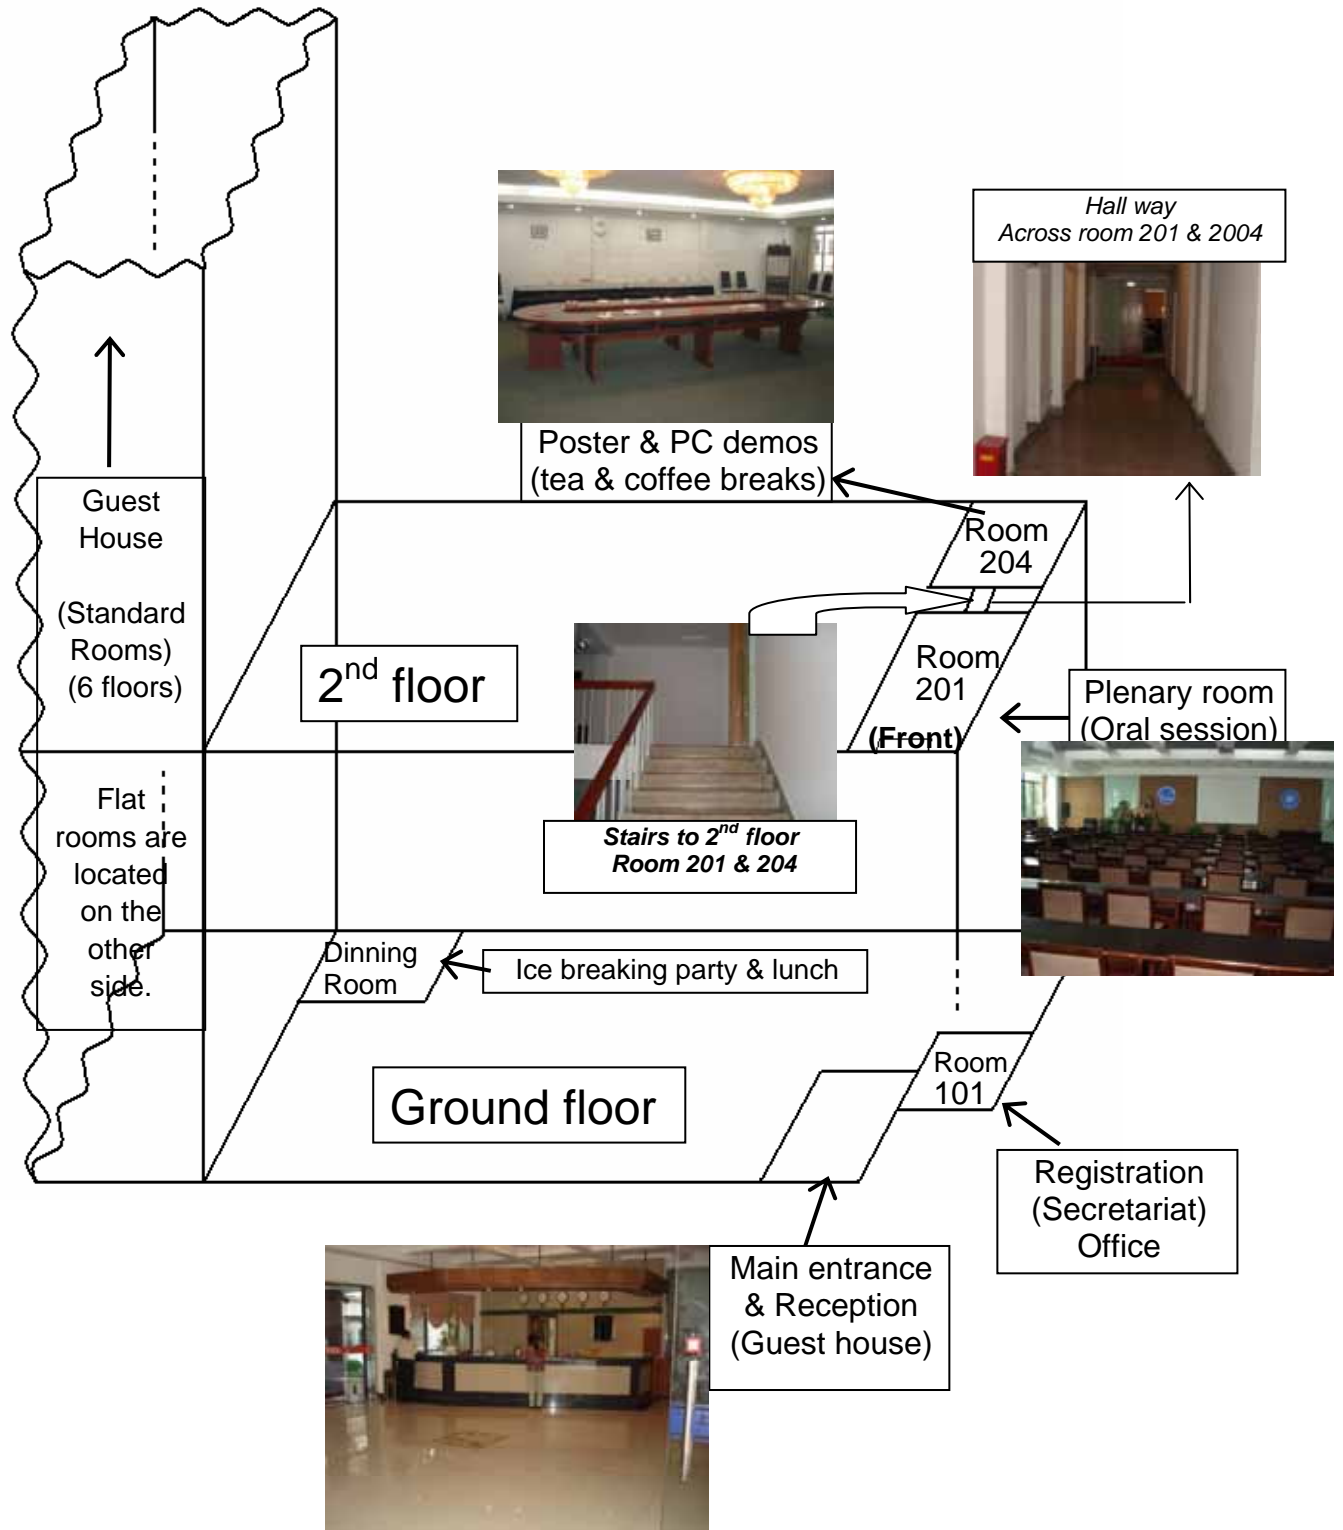 Hall way
Across room 201 & 2004
Poster & PC demos
(tea & coffee breaks)
Guest
House
(Standard
Rooms)
(6 floors)
Room
204
2nd floor
Room
201
(Front)
Plenary room
(Oral session)
Flat
rooms are
located
on the
other
side.
Stairs to 2nd floor
Room 201 & 204
Dinning
Room
Ice breaking party & lunch
Ground floor
Room
101
Registration
(Secretariat)
Office
Main entrance
& Reception
(Guest house)